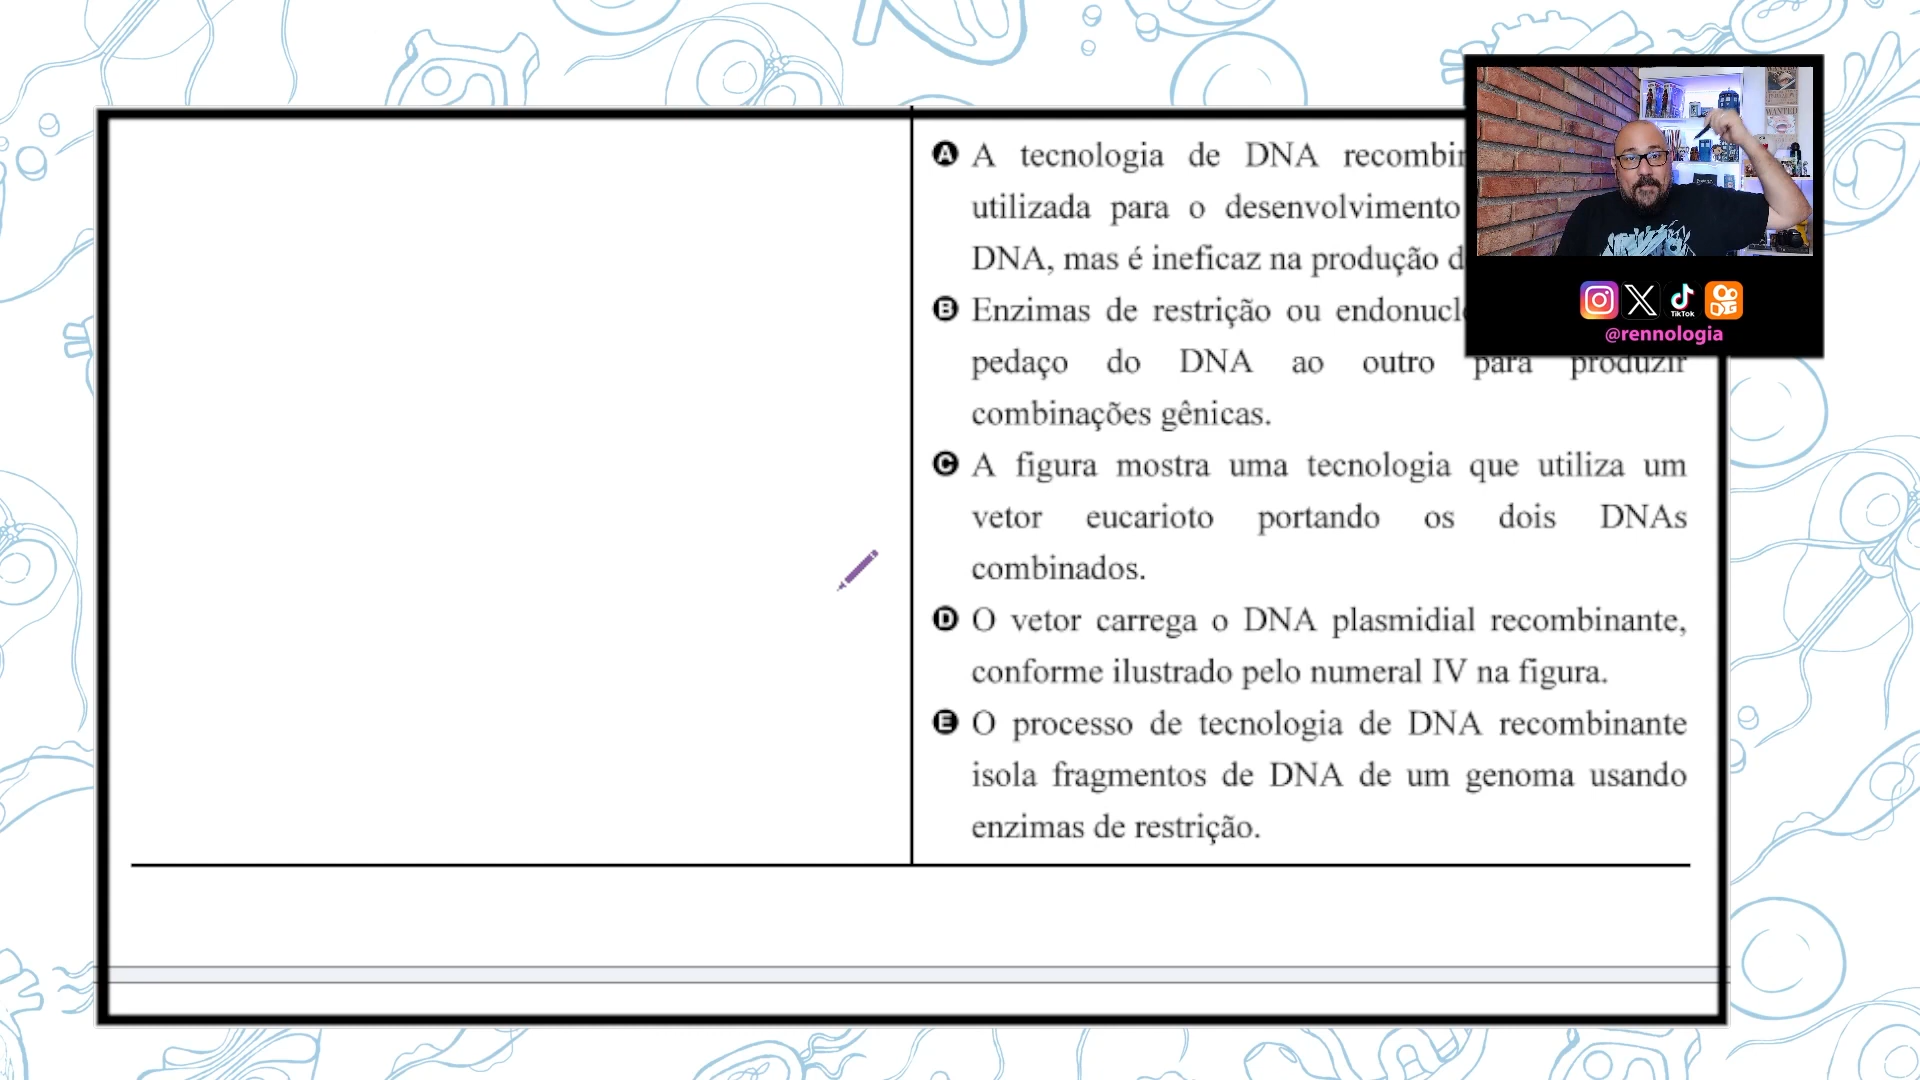 A A tecnologia de DNA
utilizada para o desenvolvimento
DNA, mas é ineficaz na produção
B Enzimas de restrição ou
pedaço do DNA ao outro para produzir
combinações gênicas.
C A figura mostra uma tecnologia que utiliza um
vetor eucarioto portando os dois DNAs
combinados.
D O vetor carrega o DNA plasmidial recombinante,
conforme ilustrado pelo numeral IV na figura.
E O processo de tecnologia de DNA recombinante
isola fragmentos de DNA de um genoma usando
enzimas de restrição.
TikTok
@rennologia